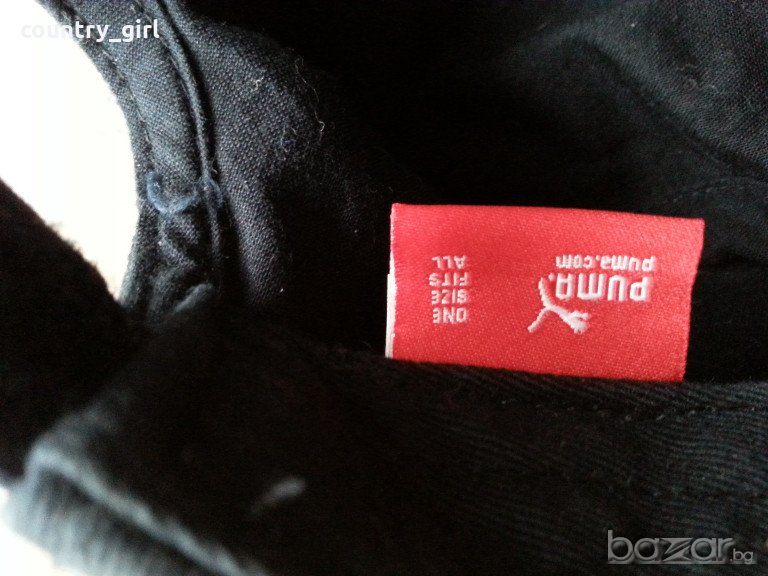 country_girl
PUMA.
puma.com
ONE
SIZE
FITS
ALL
bazar.bg